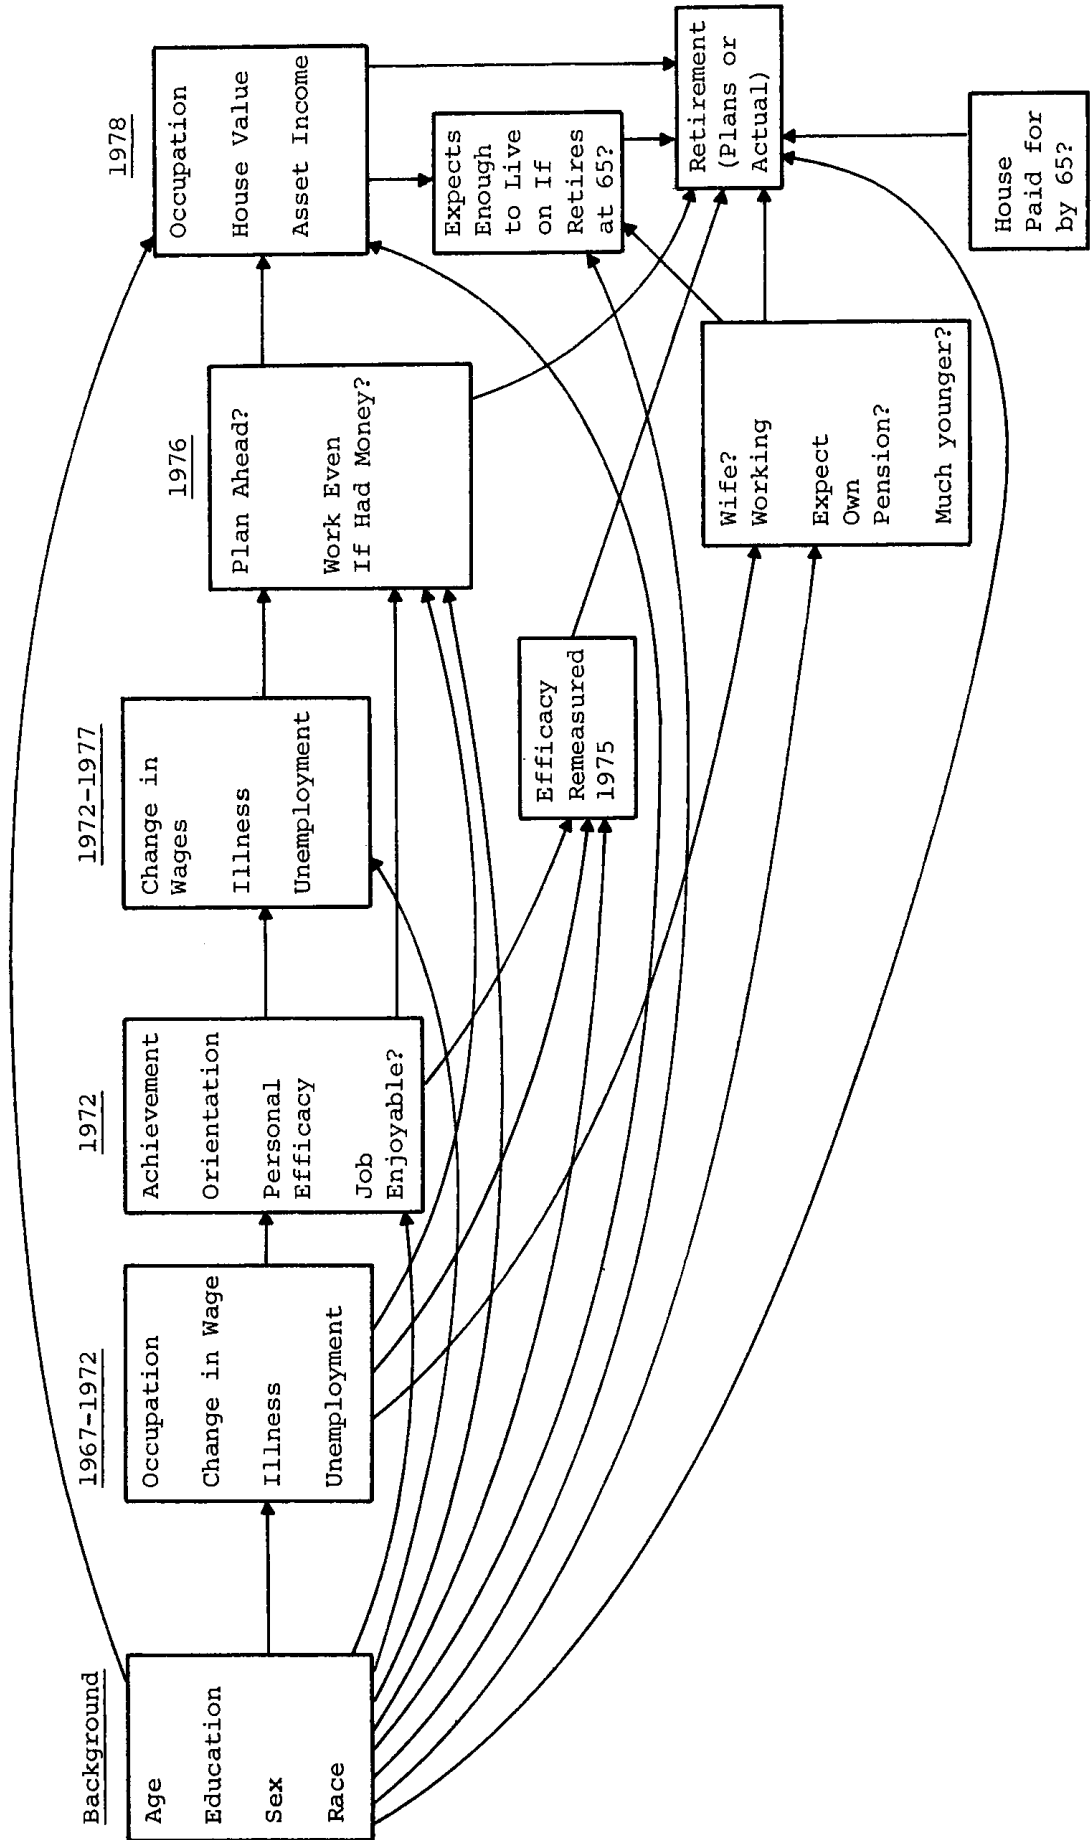 Background
Age
Education
Sex
Race
1967-1972
Occupation
Change in Wage
Illness
Unemployment
1972
Achievement
Orientation
Personal
Efficacy
Job
Enjoyable?
1972-1977
Change in
Wages
Illness
Unemployment
1976
Plan Ahead?
Work Even
If Had Money?
1978
Occupation
House Value
Asset Income
Efficacy
Remeasured
1975
Expects
Enough
to Live
on If
Retires
at 65?
Wife?
Working
Expect
Own
Pension?
Much younger?
Retirement
(Plans or
Actual)
House
Paid for
by 65?